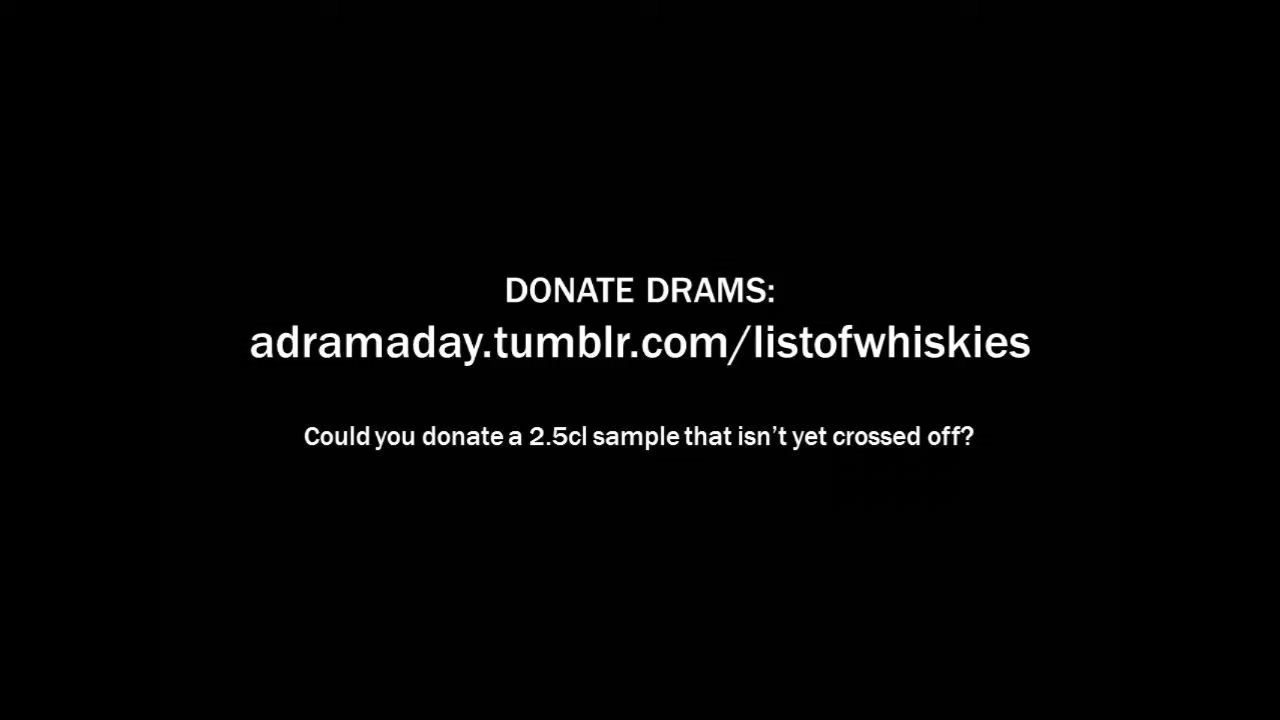 DONATE DRAMS:
adramaday.tumblr.com/listofwhiskies
Could you donate a 2.5cl sample that isn’t yet crossed off?